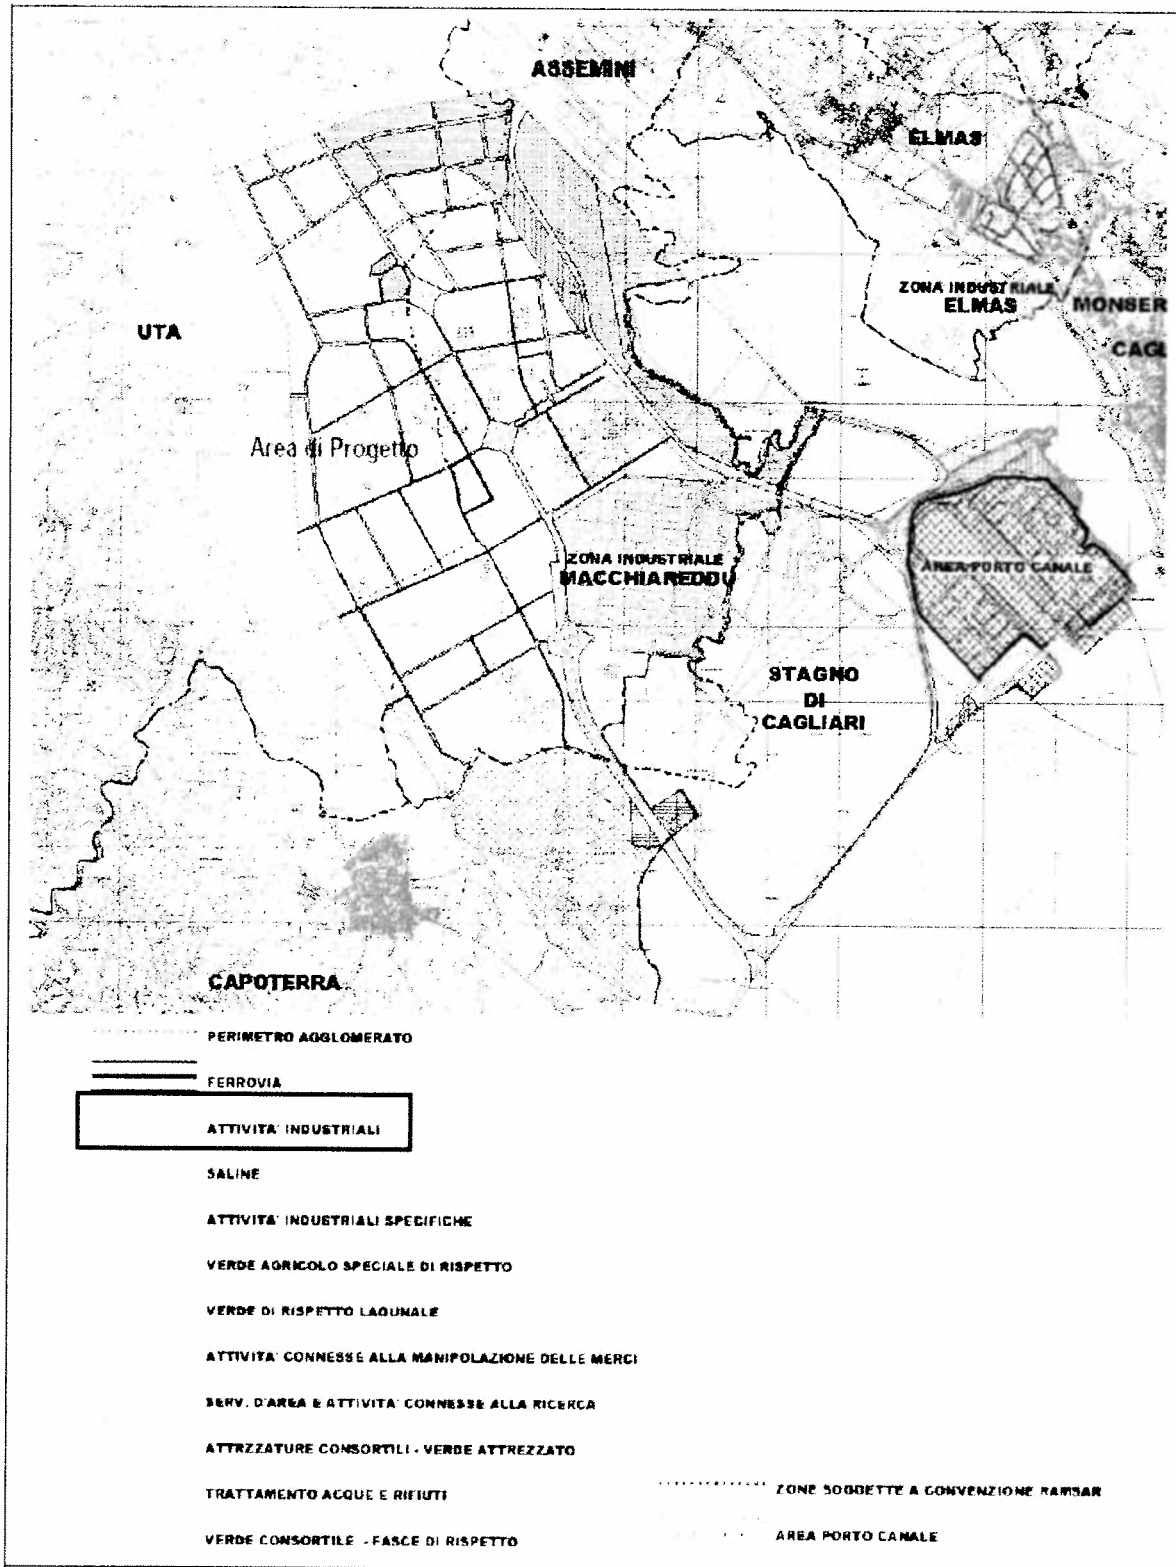 ASSEMINI
ELMAS
ZONA INDUSTRIALE
ELMAS
MONSER
CAGL
UTA
Area di Progetto
ZONA INDUSTRIALE
MACCHIAREDDU
AREA PORTO CANALE
STAGNO
DI
CAGLIARI
CAPOTERRA
PERIMETRO AGGLOMERATO
FERROVIA
ATTIVITA' INDUSTRIALI
SALINE
ATTIVITA' INDUSTRIALI SPECIFICHE
VERDE AGRICOLO SPECIALE DI RISPETTO
VERDE DI RISPETTO LAGUNALE
ATTIVITA' CONNESSE ALLA MANIPOLAZIONE DELLE MERCI
SERV. D'AREA E ATTIVITA' CONNESSE ALLA RICERCA
ATTRZZATURE CONSORTILI - VERDE ATTREZZATO
TRATTAMENTO ACQUE E RIFIUTI
ZONE SOGGETTE A CONVENZIONE RAMSAR
VERDE CONSORTILE - FASCE DI RISPETTO
AREA PORTO CANALE